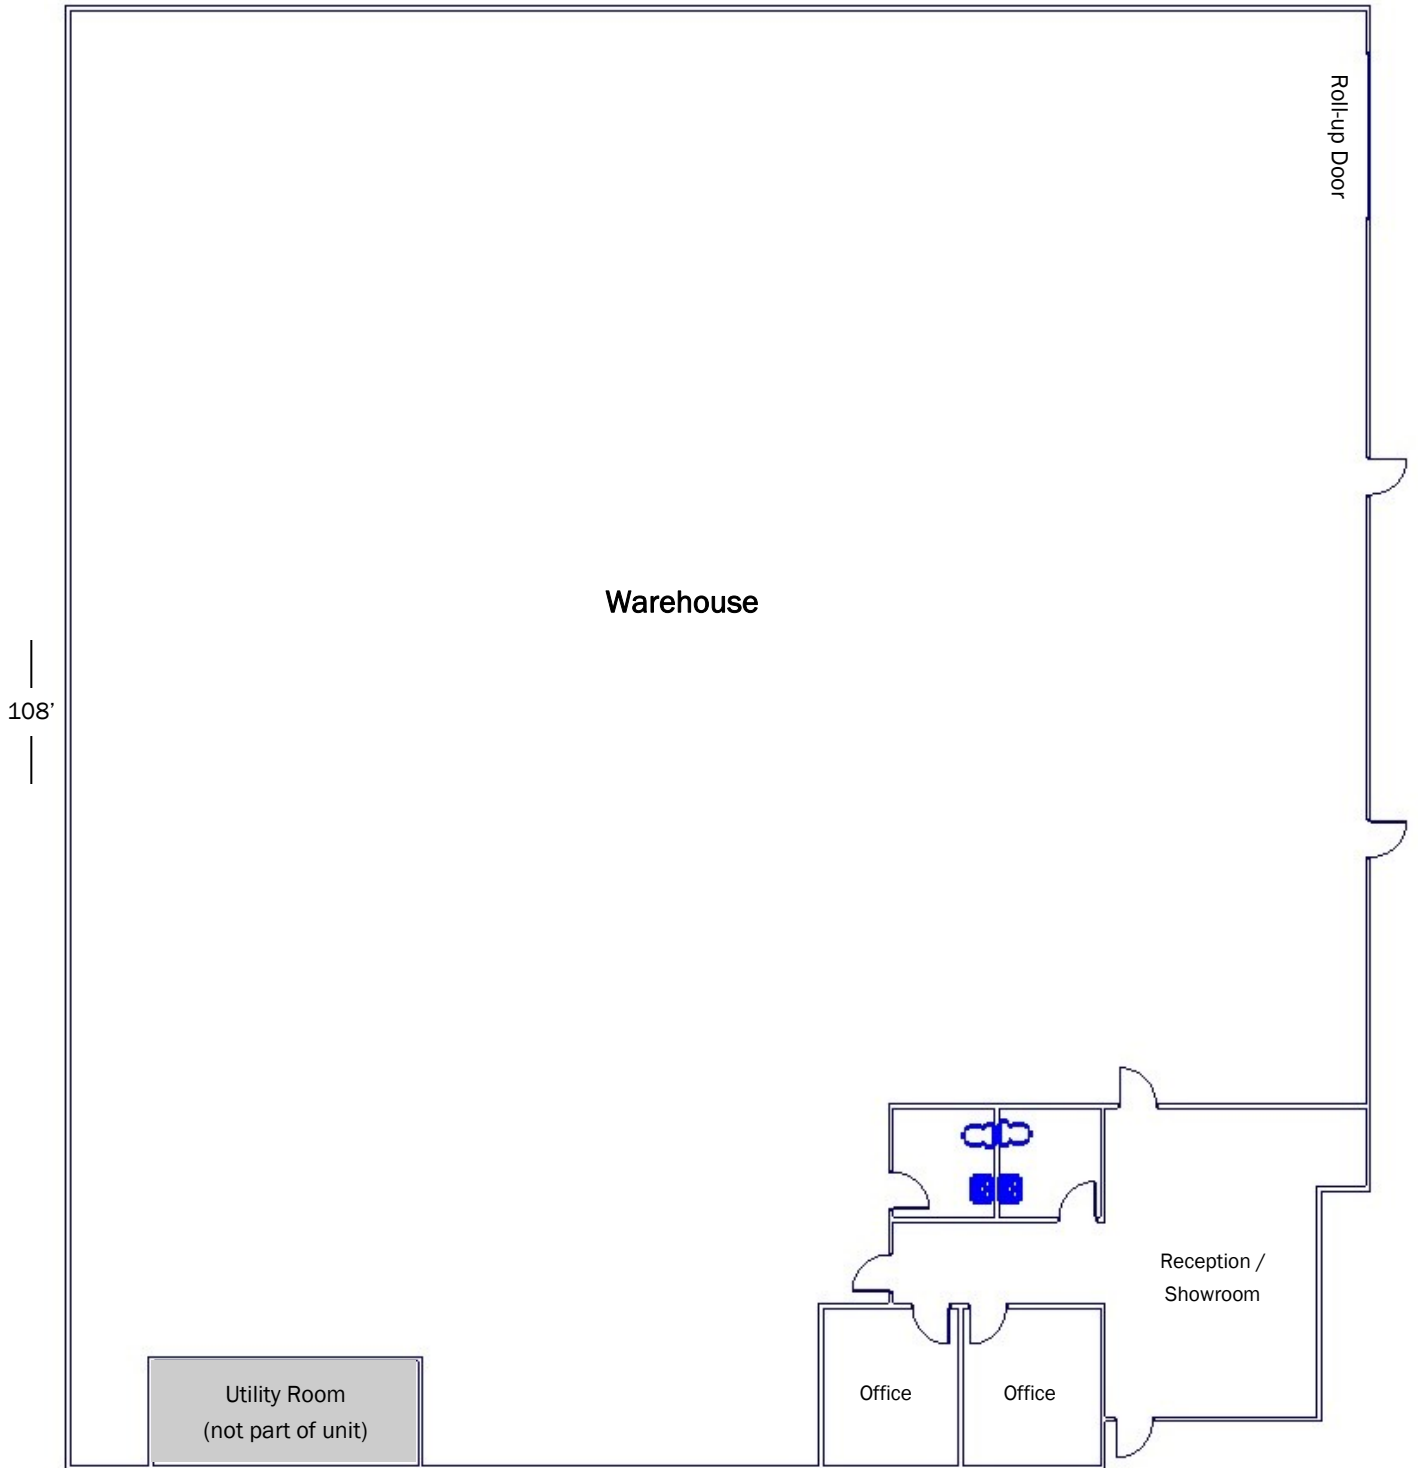 Roll-up Door
Warehouse
108’
Reception /
Showroom
Office
Office
Utility Room
(not part of unit)